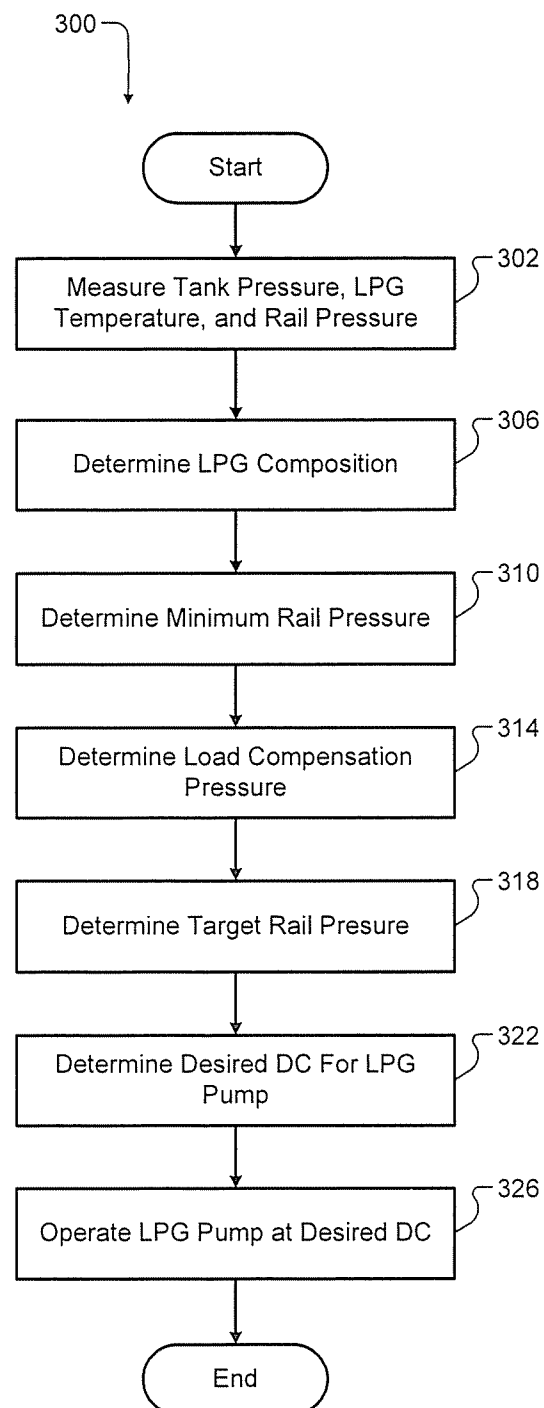 300
Start
302
Measure Tank Pressure, LPG
Temperature, and Rail Pressure
306
Determine LPG Composition
310
Determine Minimum Rail Pressure
314
Determine Load Compensation
Pressure
318
Determine Target Rail Presure
322
Determine Desired DC For LPG
Pump
326
Operate LPG Pump at Desired DC
End